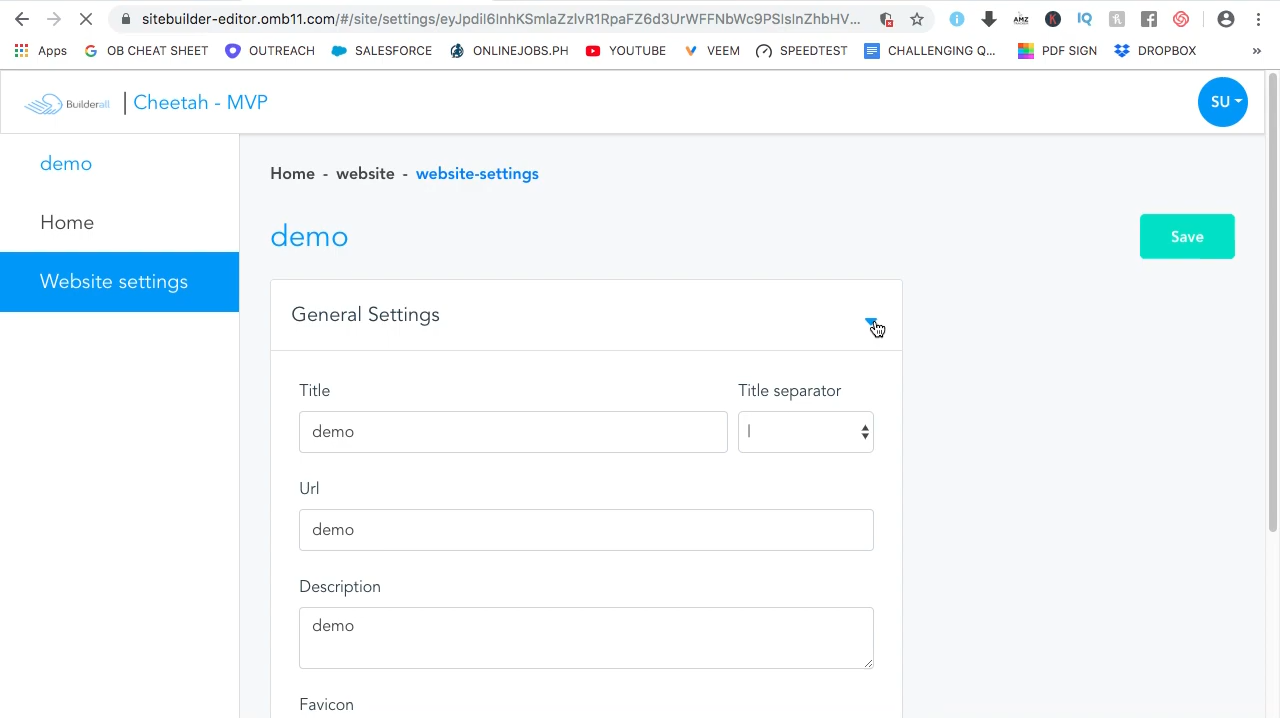 sitebuilder-editor.omb11.com/#/site/settings/
Apps OB CHEAT SHEET OUTREACH SALESFORCE ONLINEJOBS.PH YOUTUBE VEEM SPEEDTEST CHALLENGING Q... PDF SIGN DROPBOX »
Builderall | Cheetah - MVP
SU
demo
Home
Website settings
Home - website - website-settings
demo
Save
General Settings
Title Title separator
demo |
Url
demo
Description
demo
Favicon